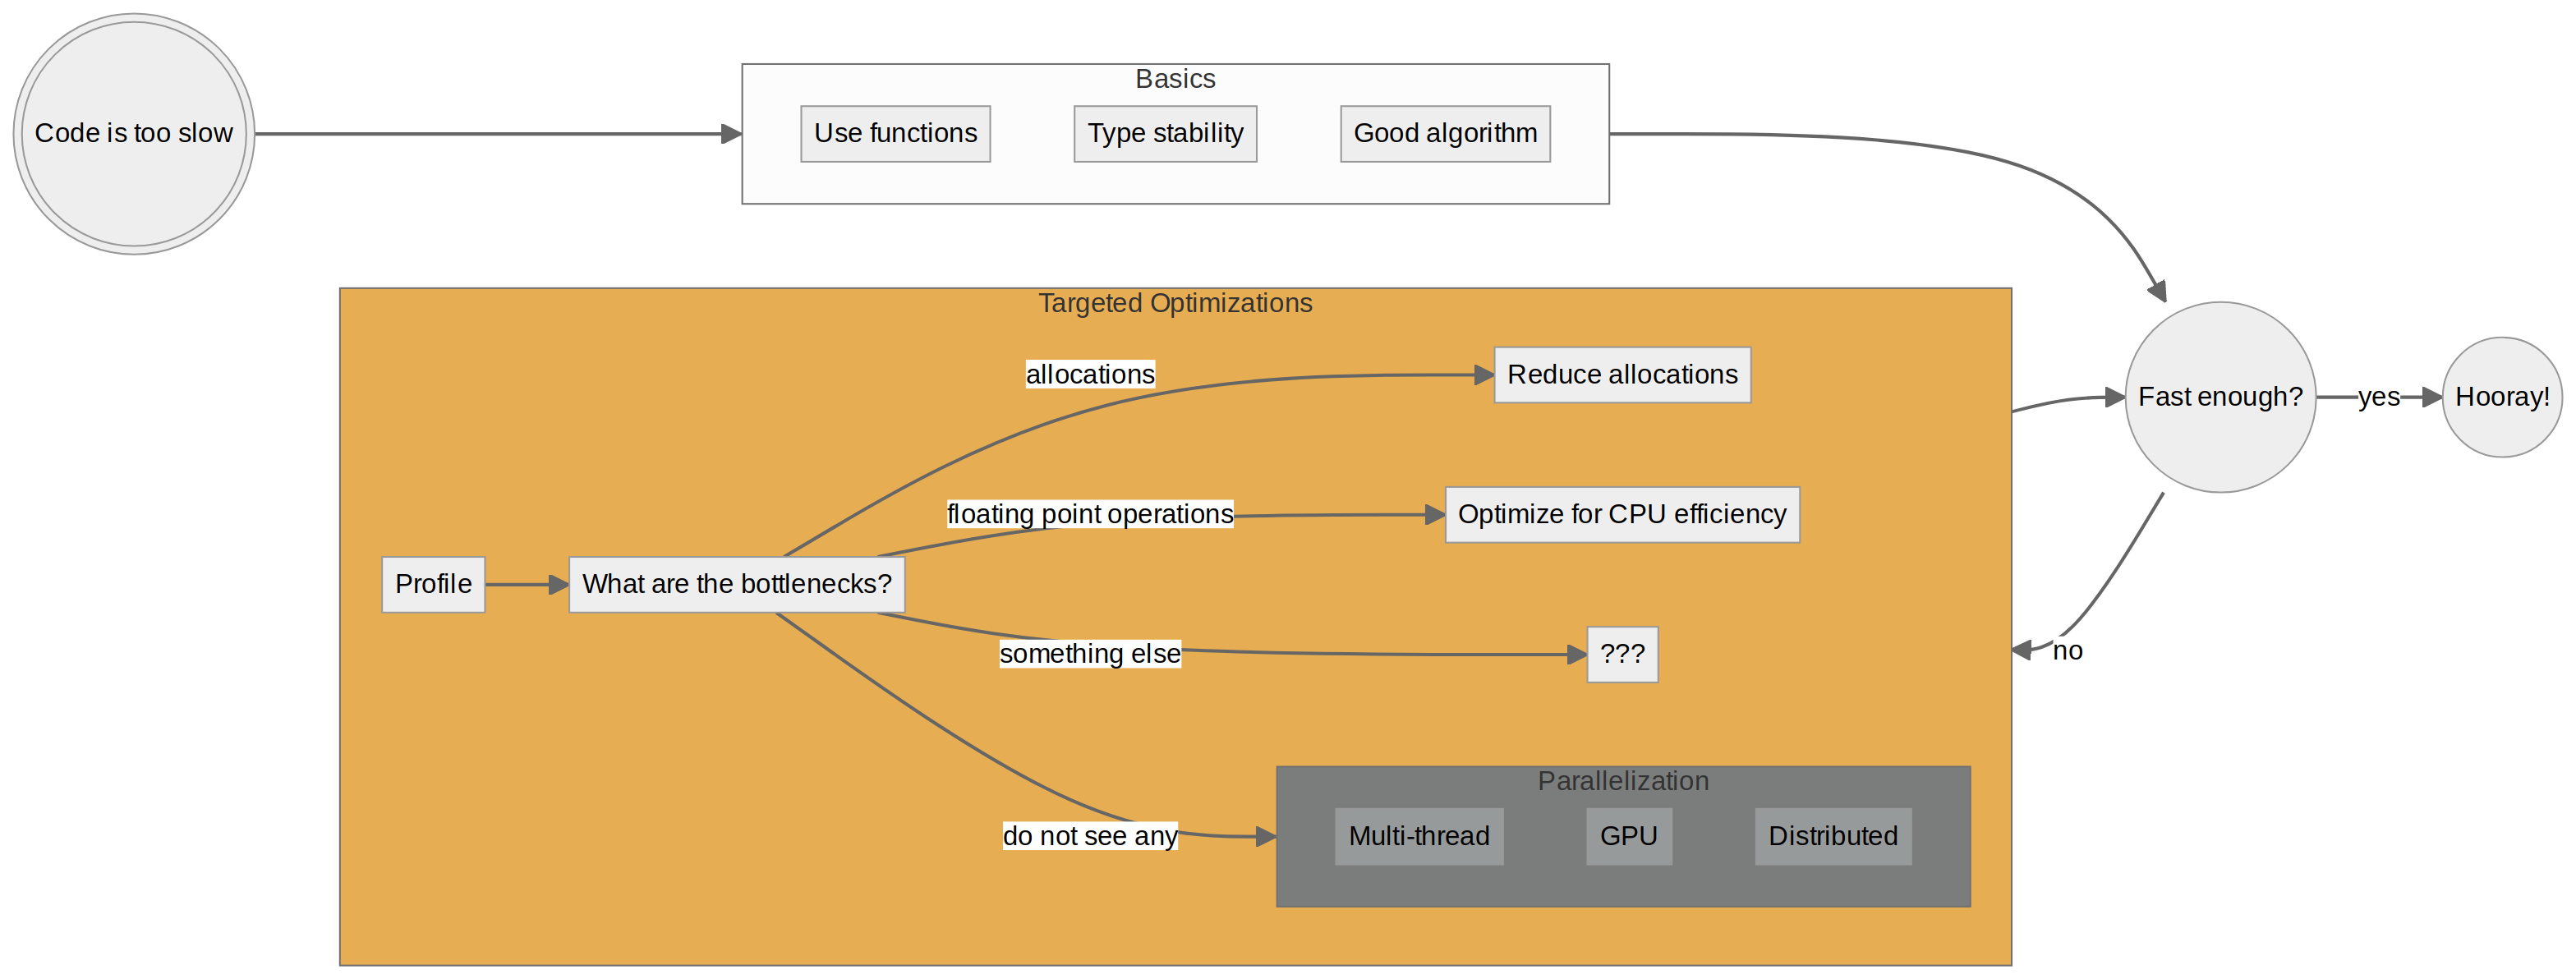 Code is too slow
Basics
Use functions
Type stability
Good algorithm
Targeted Optimizations
allocations
Reduce allocations
Fast enough?
yes
Hooray!
floating point operations
Optimize for CPU efficiency
Profile
What are the bottlenecks?
something else
???
no
Parallelization
do not see any
Multi-thread
GPU
Distributed